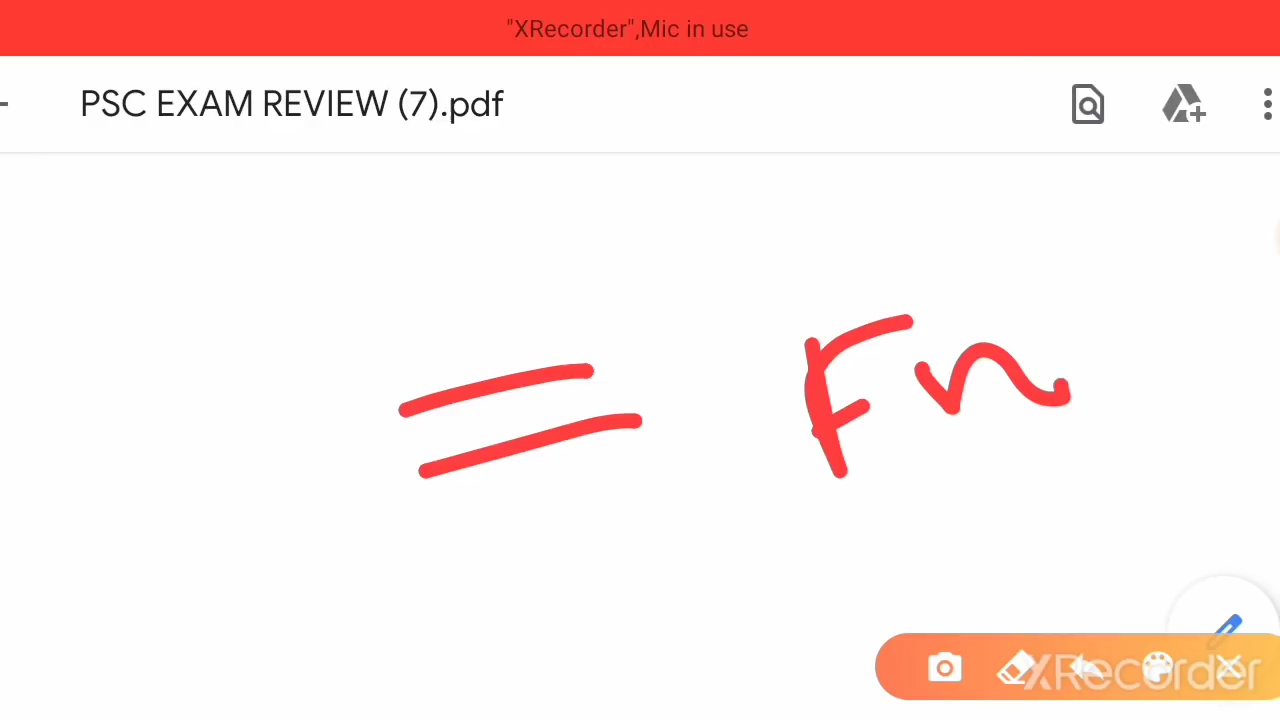 "XRecorder",Mic in use
PSC EXAM REVIEW (7).pdf
= Fn
XRecorder